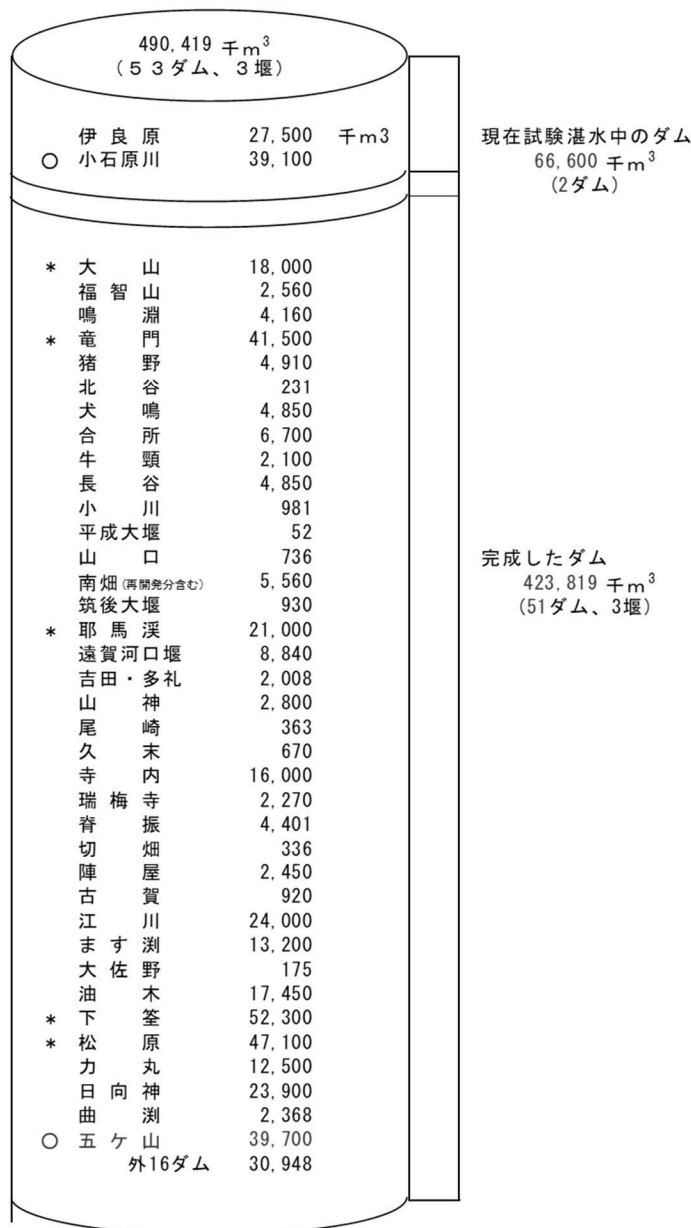 490,419 千m³
(53ダム、3堰)
伊良原 27,500 千m3
○ 小石原川 39,100
現在試験湛水中のダム
66,600 千m³
(2ダム)
* 大山 18,000
福智山 2,560
鳴淵 4,160
* 竜門 41,500
猪野 4,910
北谷 231
犬鳴 4,850
合所 6,700
牛頸 2,100
長谷 4,850
小川 981
平成大堰 52
山口 736
南畑(再開発分含む) 5,560
筑後大堰 930
* 耶馬渓 21,000
遠賀河口堰 8,840
吉田・多礼 2,008
山神 2,800
尾崎 363
久末 670
寺内 16,000
瑞梅寺 2,270
脊振 4,401
切畑 336
陣屋 2,450
古賀 920
江川 24,000
ます渕 13,200
大佐野 175
油木 17,450
* 下筌 52,300
* 松原 47,100
力丸 12,500
日向神 23,900
曲渕 2,368
○ 五ケ山 39,700
外16ダム 30,948
完成したダム
423,819 千m³
(51ダム、3堰)